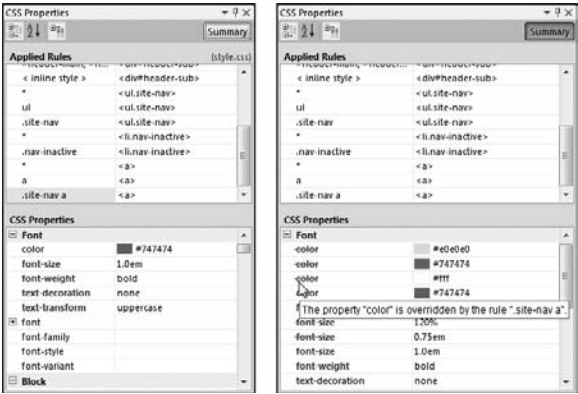 CSS Properties
Summary
Applied Rules (style.css)
< inline style > <div#header-sub>
* <ul.site-nav>
ul <ul.site-nav>
.site-nav <ul.site-nav>
* <li.nav-inactive>
.nav-inactive <li.nav-inactive>
* <a>
a <a>
.site-nav a <a>
CSS Properties
Font
color #747474
font-size 1.0em
font-weight bold
text-decoration none
text-transform uppercase
font
font-family
font-style
font-variant
Block
CSS Properties
Summary
Applied Rules
< inline style > <div#header-sub>
* <ul.site-nav>
ul <ul.site-nav>
.site-nav <ul.site-nav>
* <li.nav-inactive>
.nav-inactive <li.nav-inactive>
* <a>
a <a>
.site-nav a <a>
CSS Properties
Font
color #e0e0e0
color #747474
color #fff
color #747474
The property "color" is overridden by the rule ".site-nav a".
font-size 120%
font-size 0.75em
font-size 1.0em
font-weight bold
text-decoration none